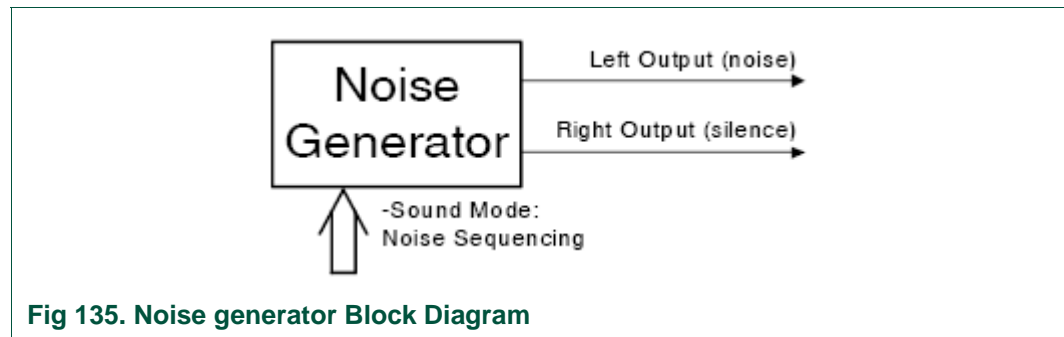 Noise
Generator
Left Output (noise)
Right Output (silence)
-Sound Mode:
Noise Sequencing
Fig 135. Noise generator Block Diagram